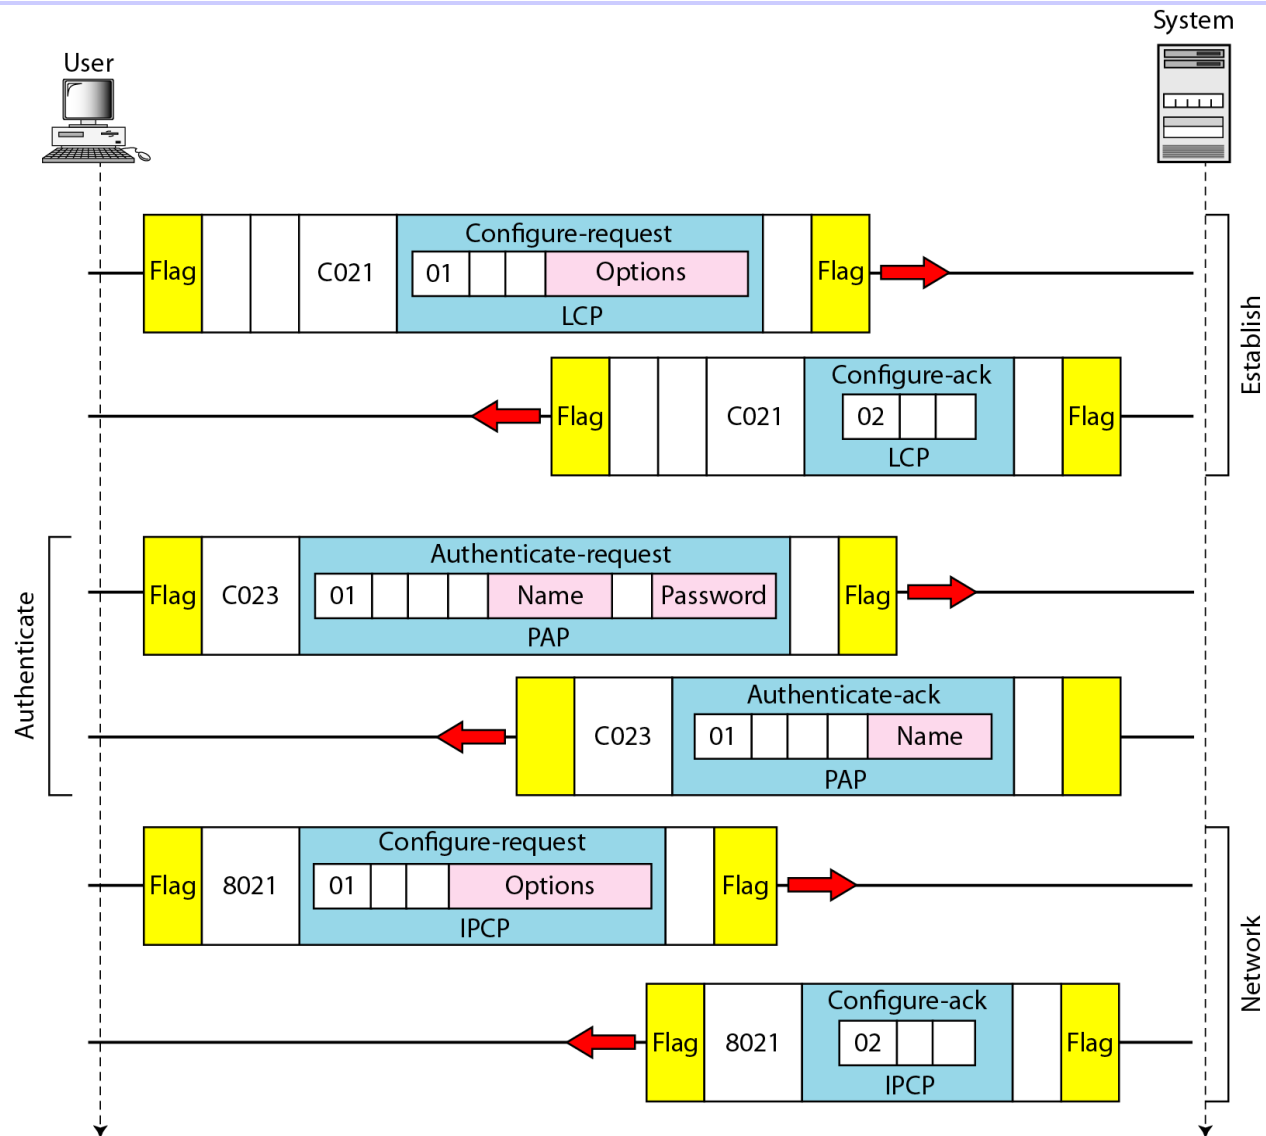 System
User
Configure-request
Flag C021 01 Options Flag
LCP
Establish
Configure-ack
Flag C021 02 Flag
LCP
Authenticate
Authenticate-request
Flag C023 01 Name Password Flag
PAP
Authenticate-ack
C023 01 Name
PAP
Configure-request
Flag 8021 01 Options Flag
IPCP
Network
Configure-ack
Flag 8021 02 Flag
IPCP